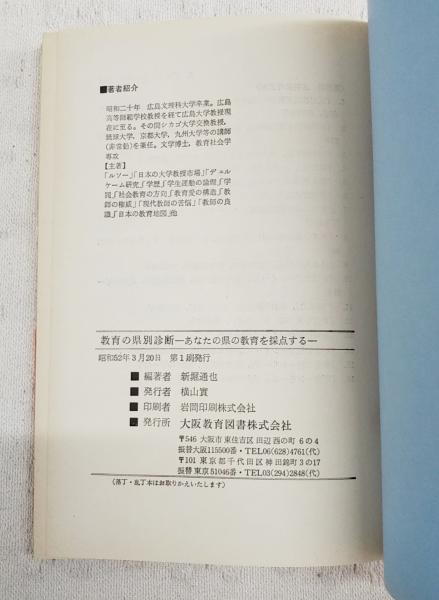 ■著者紹介
昭和二十年 広島文理科大学卒業。広島
高等師範学校教授を経て広島大学教授現
在に至る。その間シカゴ大学交換教授,
琉球大学, 京都大学, 九州大学等の講師
(非常勤)を兼任。文学博士, 教育社会学
専攻
【主著】
「ルソー」「日本の大学教授市場」「デュル
ケーム研究」「学歴」「学生運動の論理」「学
閥」「社会教育の方向」「教育愛の構造」「教
師の権威」「現代教師の苦悩」「教師の良
識」「日本の教育地図」他
教育の県別診断―あなたの県の教育を採点する―
昭和52年3月20日 第1刷発行
■編著者 新堀通也
■発行者 横山實
■印刷者 岩岡印刷株式会社
■発行所 大阪教育図書株式会社
〒546 大阪市東住吉区田辺西の町6の4
振替大阪115500番・TEL06(628)4761(代)
〒101 東京都千代田区神田錦町3の17
振替東京51046番・TEL03(294)2848(代)
(落丁・乱丁本はお取りかえいたします)